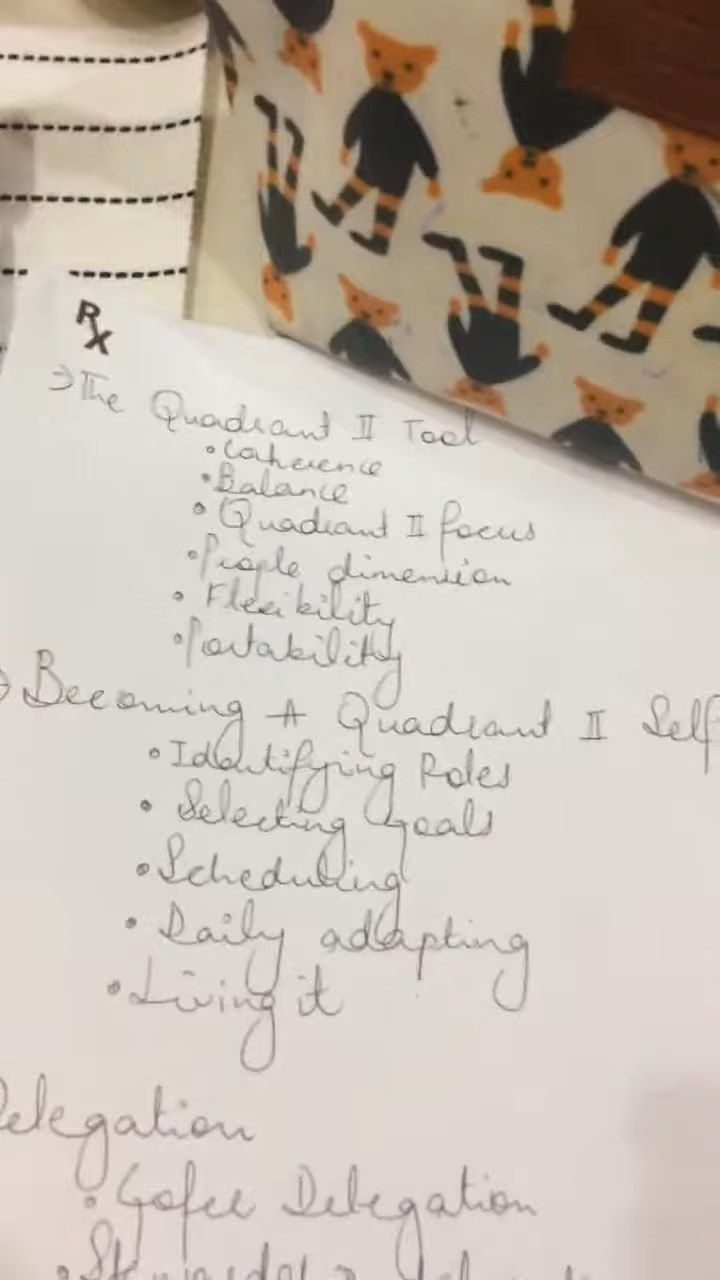 Rx
→The Quadrant II Tool
• Coherence
• Balance
• Quadrant II focus
• People dimension
• Flexibility
• Portability
Becoming A Quadrant II Self
• Identifying Roles
• Selecting goals
• Scheduling
• Daily adapting
• Living it
Delegation
• Gofer Delegation